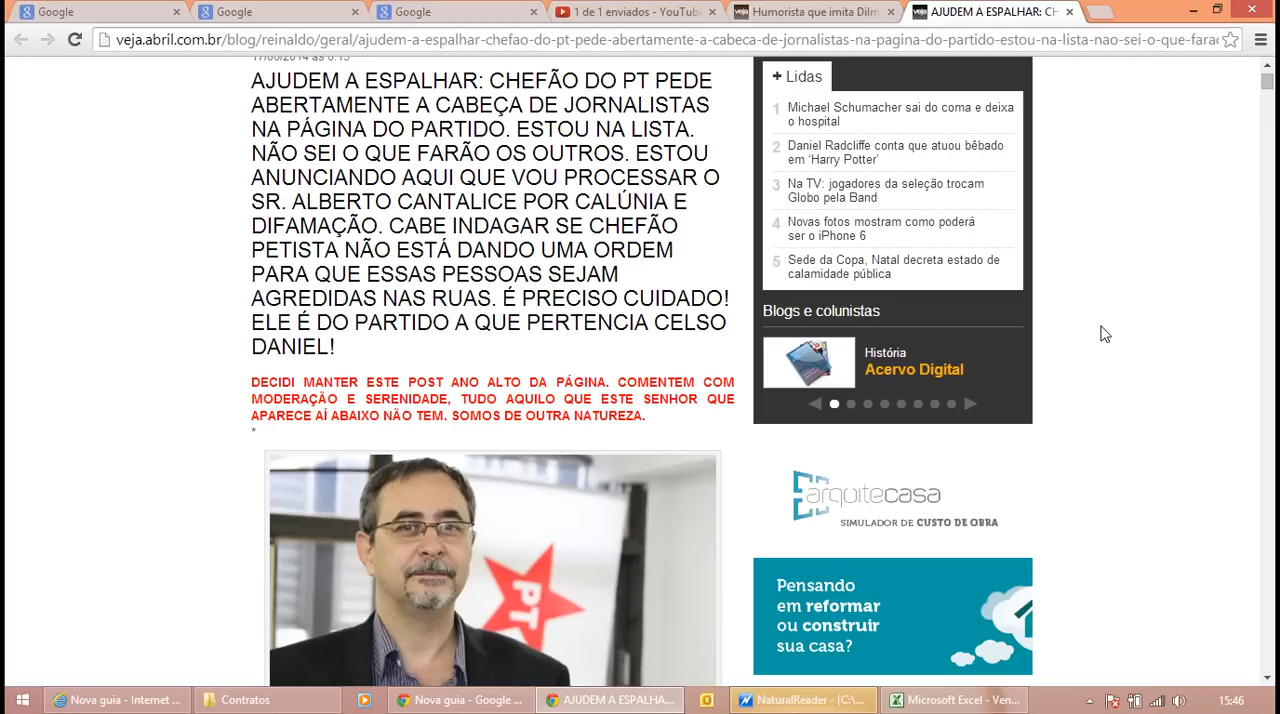 Google
Google
Google
1 de 1 enviados - YouTub
Humorista que imita Dilm
AJUDEM A ESPALHAR: CH
veja.abril.com.br/blog/reinaldo/geral/ajudem-a-espalhar-chefao-do-pt-pede-abertamente-a-cabeca-de-jornalistas-na-pagina-do-partido-estou-na-lista-nao-sei-o-que-farao
AJUDEM A ESPALHAR: CHEFÃO DO PT PEDE
ABERTAMENTE A CABEÇA DE JORNALISTAS
NA PÁGINA DO PARTIDO. ESTOU NA LISTA.
NÃO SEI O QUE FARÃO OS OUTROS. ESTOU
ANUNCIANDO AQUI QUE VOU PROCESSAR O
SR. ALBERTO CANTALICE POR CALÚNIA E
DIFAMAÇÃO. CABE INDAGAR SE CHEFÃO
PETISTA NÃO ESTÁ DANDO UMA ORDEM
PARA QUE ESSAS PESSOAS SEJAM
AGREDIDAS NAS RUAS. É PRECISO CUIDADO!
ELE É DO PARTIDO A QUE PERTENCIA CELSO
DANIEL!
DECIDI MANTER ESTE POST ANO ALTO DA PÁGINA. COMENTEM COM
MODERAÇÃO E SERENIDADE, TUDO AQUILO QUE ESTE SENHOR QUE
APARECE AÍ ABAIXO NÃO TEM. SOMOS DE OUTRA NATUREZA.
*
PT
+ Lidas
1 Michael Schumacher sai do coma e deixa
o hospital
2 Daniel Radcliffe conta que atuou bêbado
em 'Harry Potter'
3 Na TV: jogadores da seleção trocam
Globo pela Band
4 Novas fotos mostram como poderá
ser o iPhone 6
5 Sede da Copa, Natal decreta estado de
calamidade pública
Blogs e colunistas
História
Acervo Digital
arquitecasa
SIMULADOR DE CUSTO DE OBRA
Pensando
em reformar
ou construir
sua casa?
Nova guia - Internet ...
Contratos
Nova guia - Google ...
AJUDEM A ESPALHA...
NaturalReader - [C:\...
Microsoft Excel - Ven...
15:46